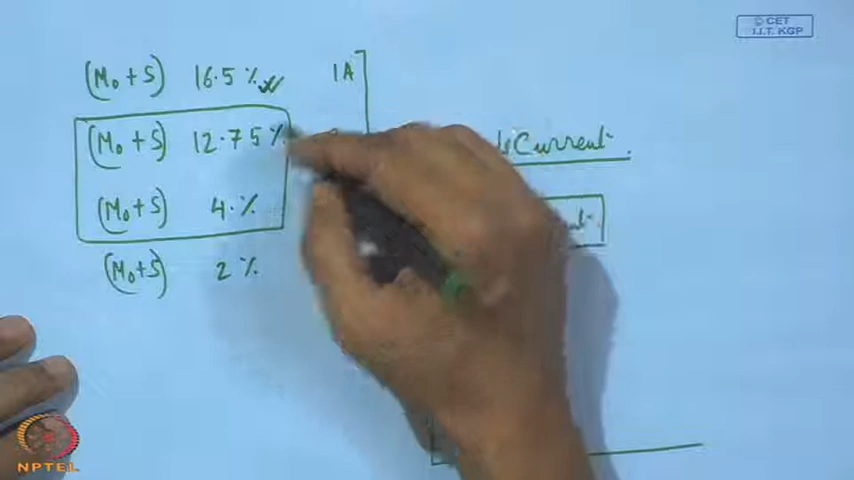 © CET
I.I.T. KGP
(Mo+S) 16.5 % 1A
(Mo+S) 12.75 %
Current
(Mo+S) 4.%
(Mo+S) 2 %
NPTEL